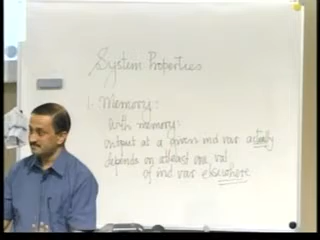 System Properties
1. Memory:
With memory:
output at a given ind var actually
depends on atleast one val
of ind var elsewhere